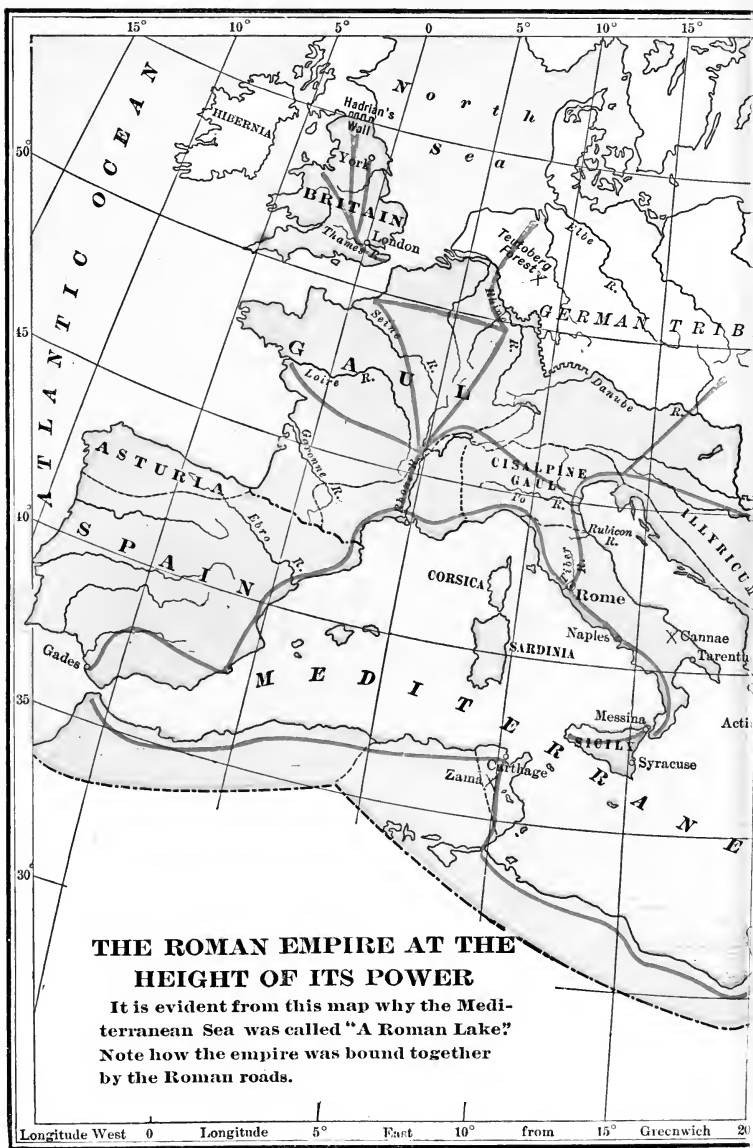 15° 10° 5° 0 5° 10° 15°
ATLANTIC OCEAN
North
Sea
Hadrian's
Wall
HIBERNIA
50°
York
BRITAIN
Thames R.
London
Teutoberg
Forest
Elbe
R.
Rhine
R.
GERMAN TRIB
45°
Seine
R.
GAUL
Loire R.
Danube R.
Garonne R.
Rhone R.
CISALPINE
GAUL
Po R.
ASTURIA
40°
SPAIN
Ebro
R.
Rubicon
R.
ILLYRICUM
Tiber
R.
CORSICA
Rome
Naples
Cannae
Tarentu
SARDINIA
Gades
35°
MEDITERRANE
Messina
Acti
SICILY
Syracuse
Carthage
Zama
30°
THE ROMAN EMPIRE AT THE
HEIGHT OF ITS POWER
It is evident from this map why the Medi-
terranean Sea was called "A Roman Lake."
Note how the empire was bound together
by the Roman roads.
Longitude West 0 Longitude 5° East 10° from 15° Greenwich 20